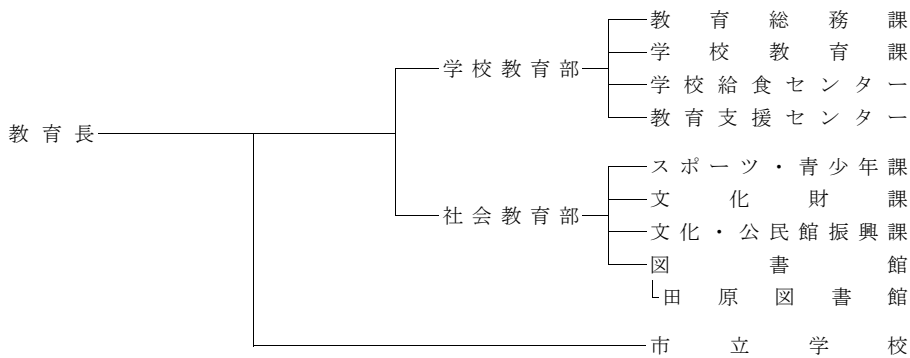 教育総務課
学校教育課
学校教育部
学校給食センター
教育支援センター
教育長
スポーツ・青少年課
文化財課
社会教育部
文化・公民館振興課
図書館
田原図書館
市立学校